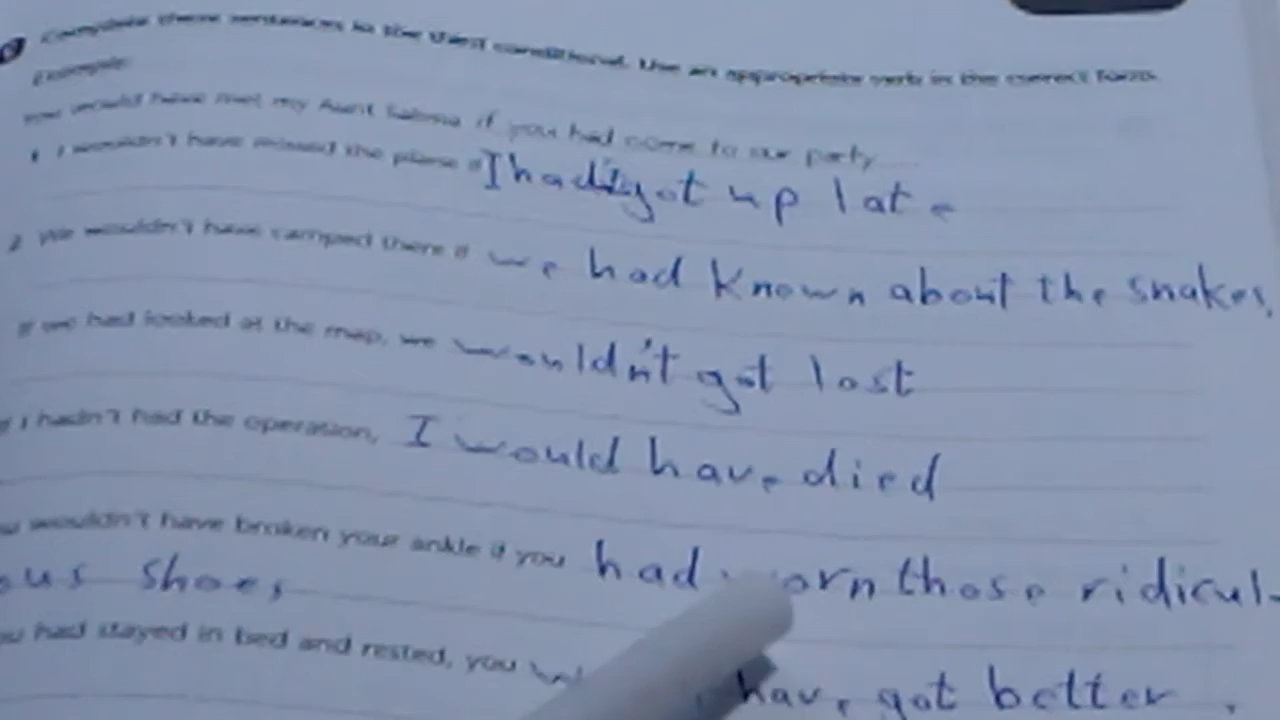 Complete these sentences in the third conditional. Use an appropriate verb in the correct form.
Example:
You would have met my Aunt Salma if you had come to our party
1 I wouldn't have missed the plane if I hadn't got up late
2 We wouldn't have camped there if we had known about the snakes,
If we had looked at the map, we wouldn't got lost
If I hadn't had the operation, I would have died
wouldn't have broken your ankle if you had worn those ridicul-
ous shoes
had stayed in bed and rested, you have got better.